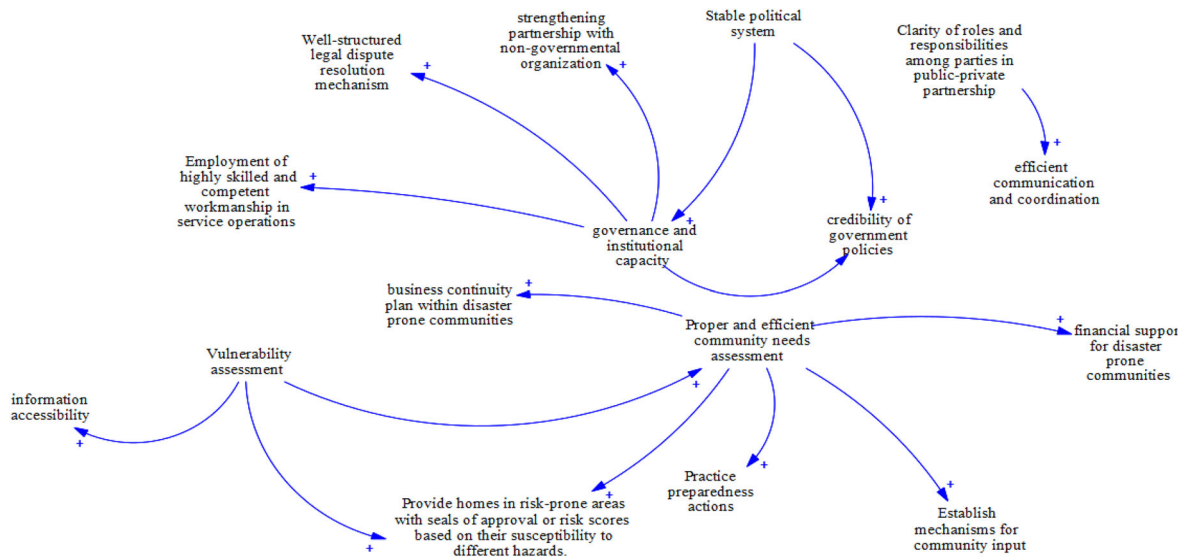 Well-structured
legal dispute
resolution
mechanism
+
strengthening
partnership with
non-governmental
organization
+
Stable political
system
Clarity of roles and
responsibilities
among parties in
public-private
partnership
+
efficient
communication
and coordination
Employment of
highly skilled and
competent
workmanship in
service operations
+
governance and
institutional
capacity
+
+
credibility of
government
policies
+
business continuity
plan within disaster
prone communities
+
Proper and efficient
community needs
assessment
+
+
financial support
for disaster
prone
communities
Vulnerability
assessment
information
accessibility
+
Provide homes in risk-prone areas
with seals of approval or risk scores
based on their susceptibility to
different hazards.
+
+
Practice
preparedness
actions
+
Establish
mechanisms for
community input
+